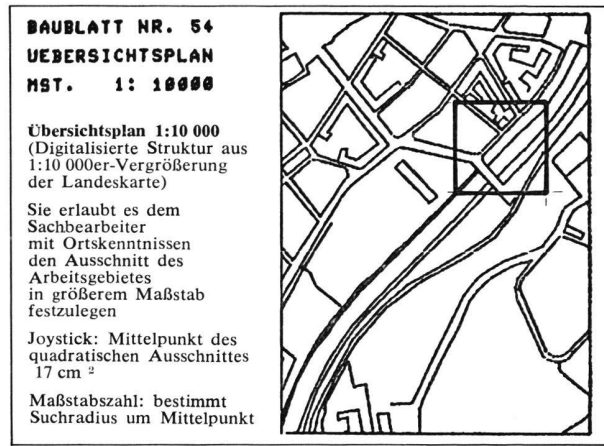 BAUBLATT NR. 54
UEBERSICHTSPLAN
MST. 1: 10000
Übersichtsplan 1:10 000
(Digitalisierte Struktur aus
1:10 000er-Vergrößerung
der Landeskarte)
Sie erlaubt es dem
Sachbearbeiter
mit Ortskenntnissen
den Ausschnitt des
Arbeitsgebietes
in größerem Maßstab
festzulegen
Joystick: Mittelpunkt des
quadratischen Ausschnittes
17 cm ²
Maßstabszahl: bestimmt
Suchradius um Mittelpunkt